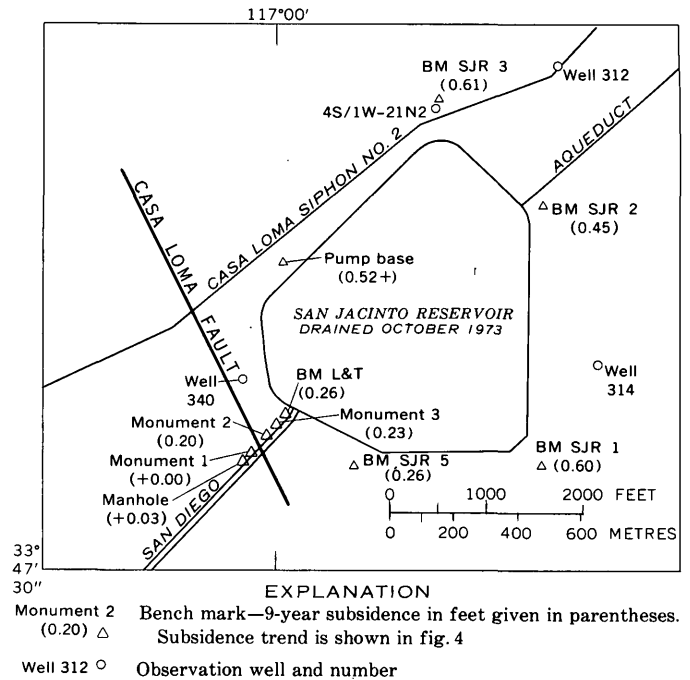 117°00'
BM SJR 3
(0.61)
Well 312
4S/1W-21N2
AQUEDUCT
CASA LOMA SIPHON NO. 2
CASA LOMA FAULT
BM SJR 2
(0.45)
Pump base
(0.52+)
SAN JACINTO RESERVOIR
DRAINED OCTOBER 1973
Well
340
BM L&T
(0.26)
Well
314
Monument 2
(0.20)
Monument 3
(0.23)
Monument 1
(+0.00)
Manhole
(+0.03)
BM SJR 5
(0.26)
BM SJR 1
(0.60)
SAN DIEGO
0 1000 2000 FEET
0 200 400 600 METRES
33°
47'
30"
EXPLANATION
Monument 2
(0.20)
Bench mark—9-year subsidence in feet given in parentheses.
Subsidence trend is shown in fig. 4
Well 312
Observation well and number